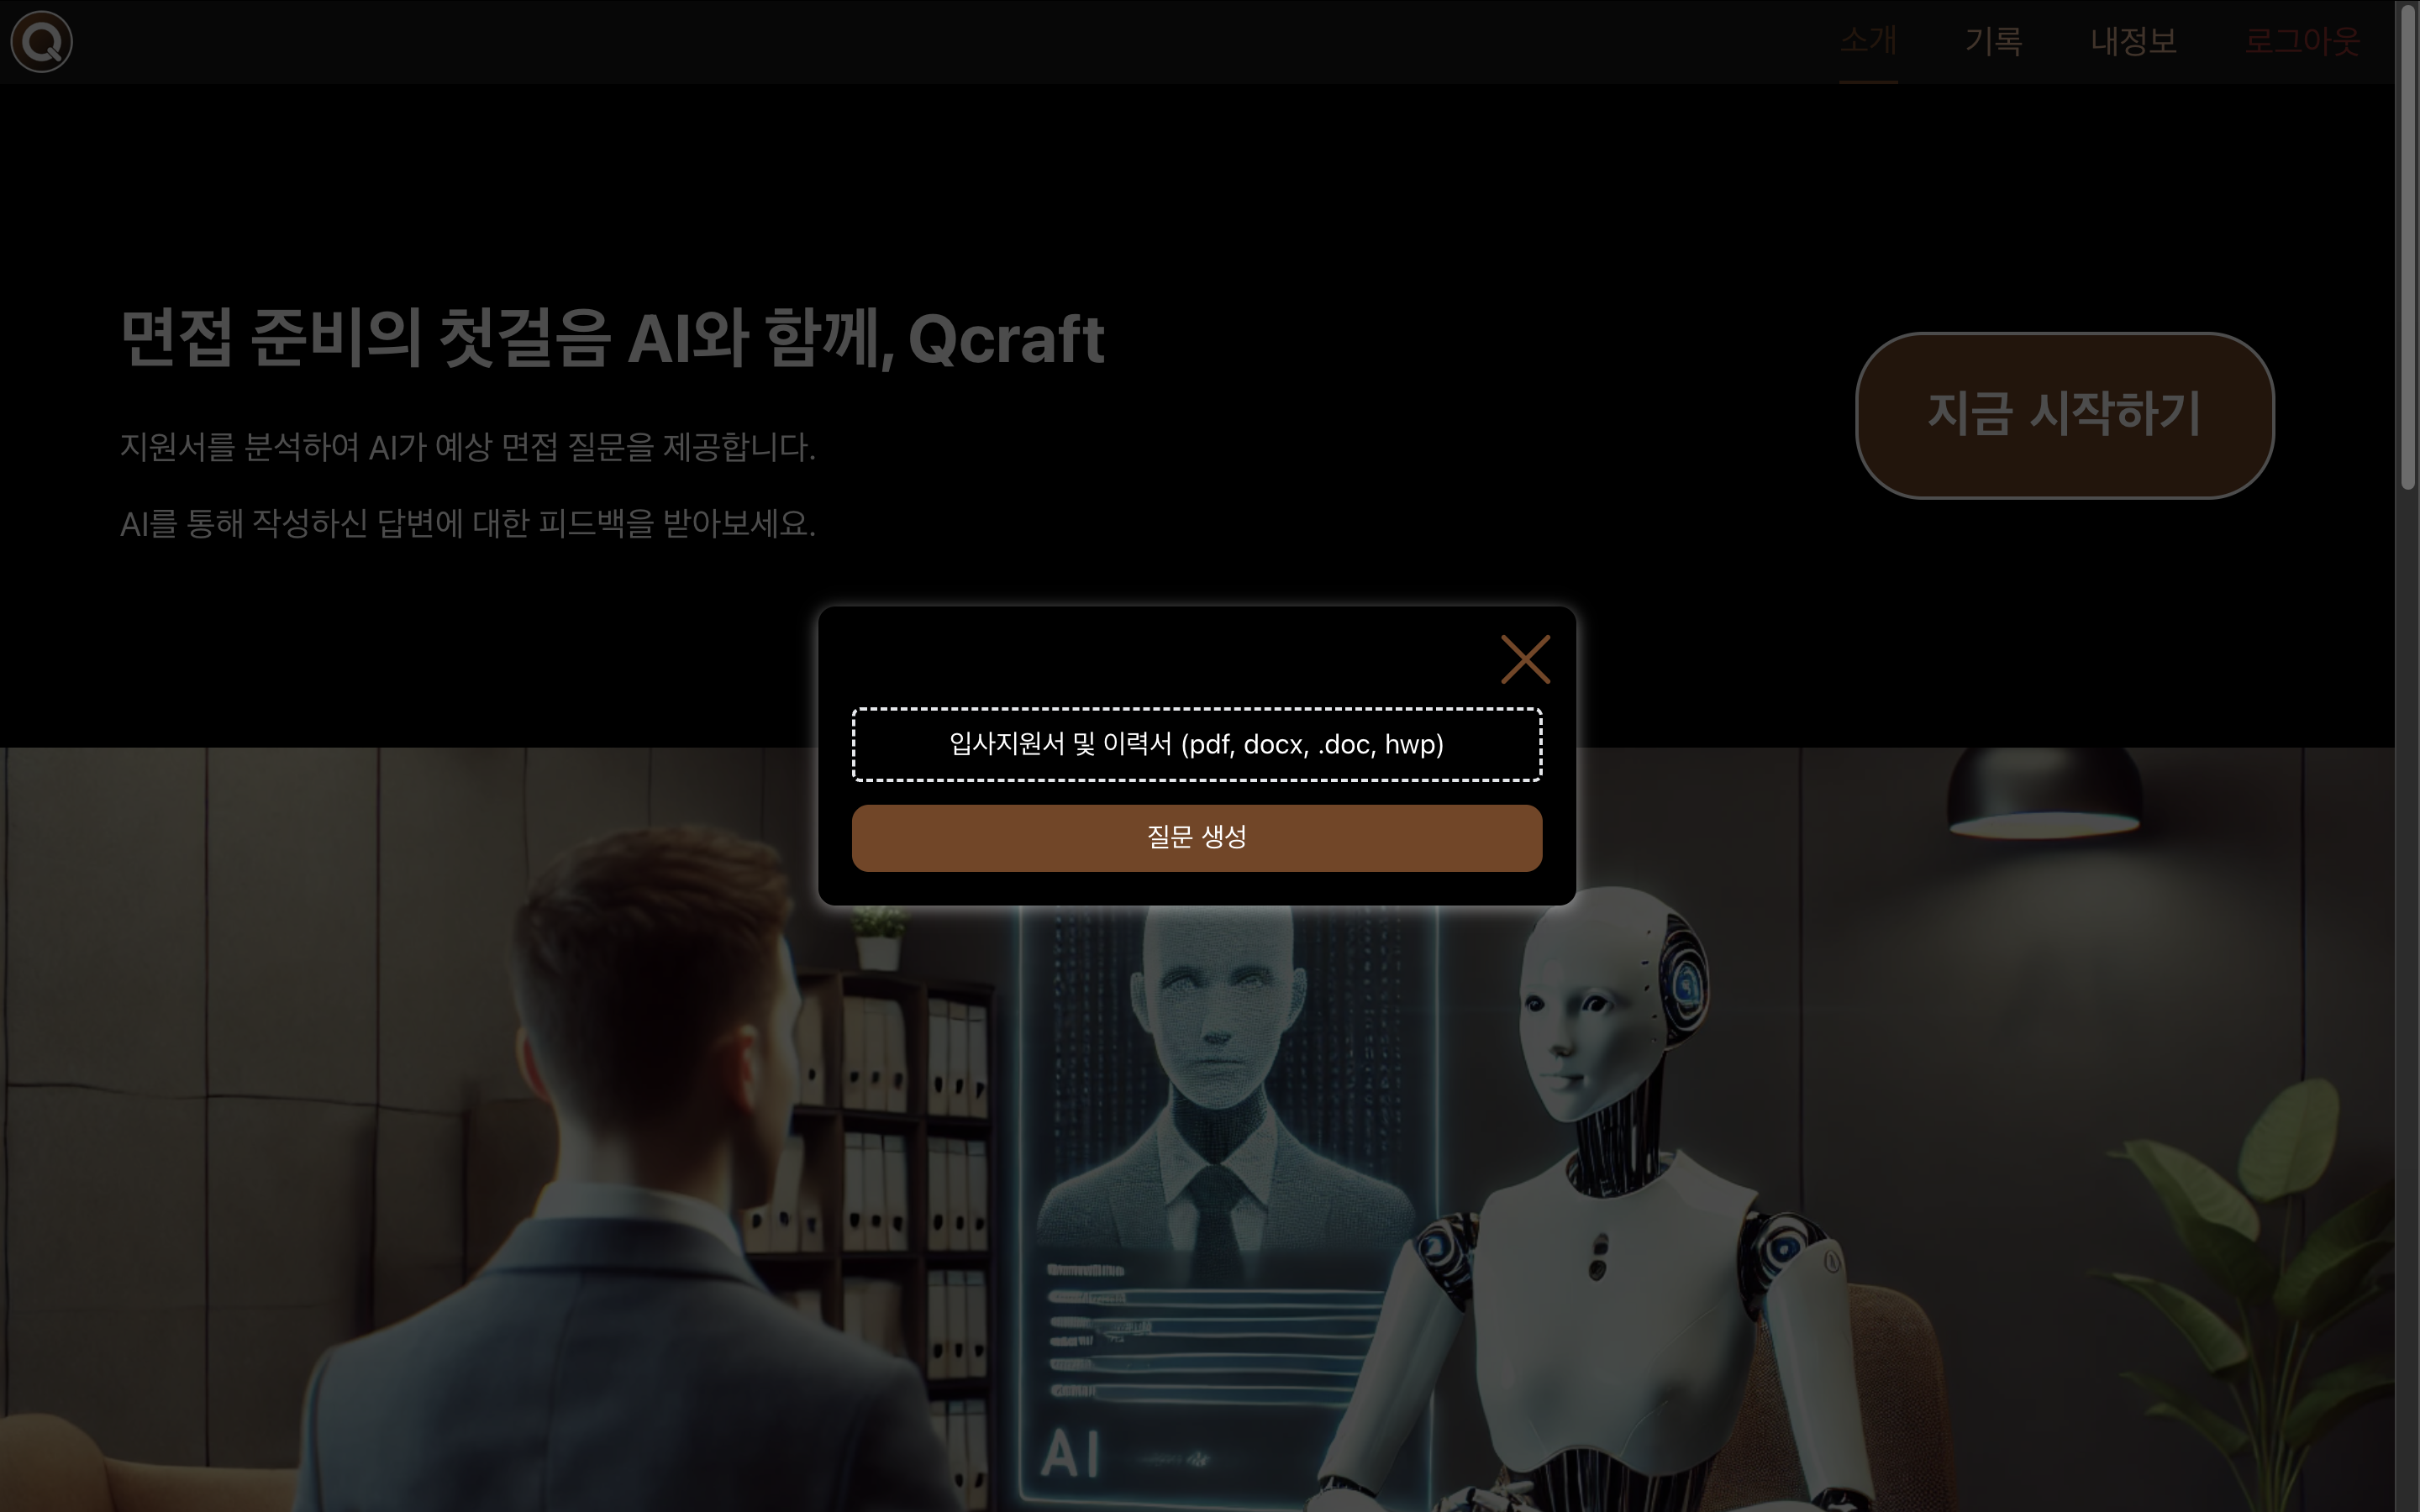 Q
소개
기록
내정보
로그아웃
면접 준비의 첫걸음 AI와 함께, Qcraft
지원서를 분석하여 AI가 예상 면접 질문을 제공합니다.
AI를 통해 작성하신 답변에 대한 피드백을 받아보세요.
지금 시작하기
입사지원서 및 이력서 (pdf, docx, .doc, hwp)
질문 생성
AI